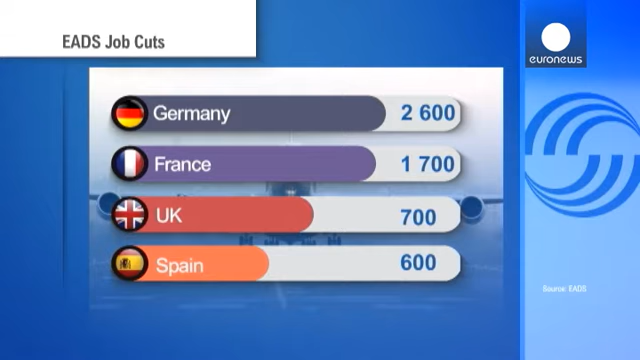 EADS Job Cuts
euronews
Germany 2 600
France 1 700
UK 700
Spain 600
Source: EADS